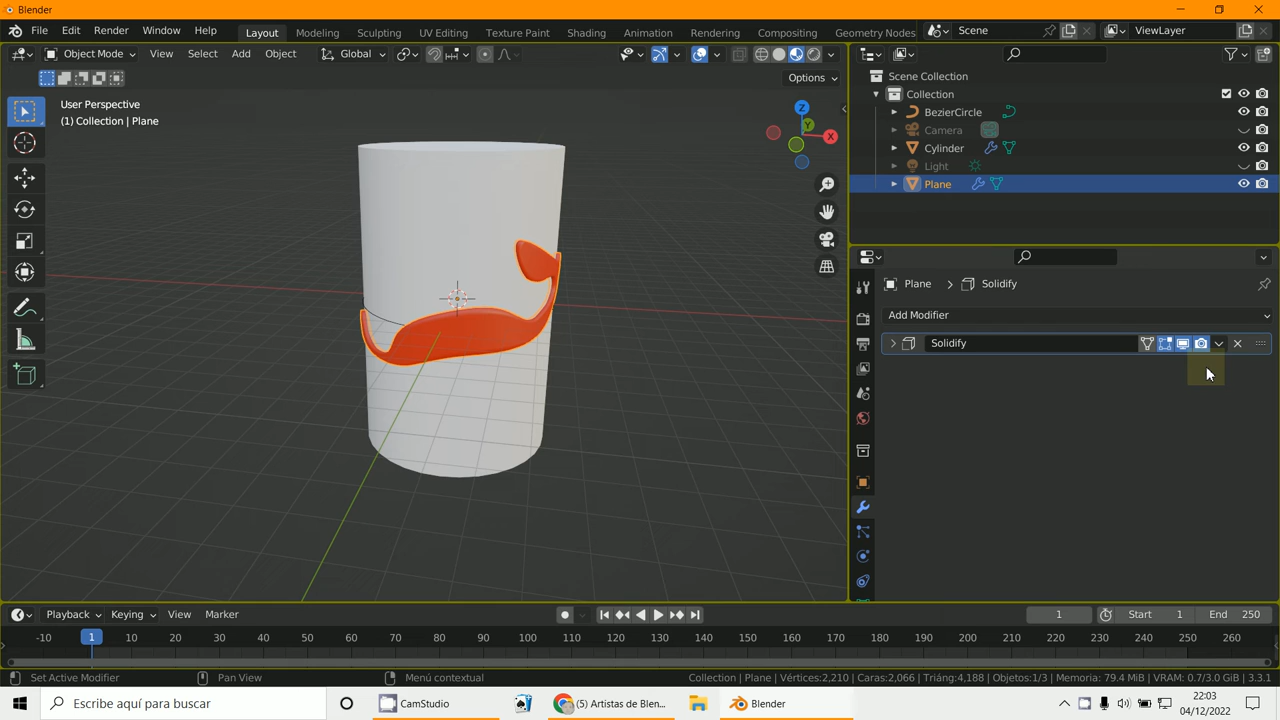 Blender
File Edit Render Window Help
Layout Modeling Sculpting UV Editing Texture Paint Shading Animation Rendering Compositing Geometry Nodes
Scene
ViewLayer
Object Mode View Select Add Object
Global
Options
User Perspective
(1) Collection | Plane
Z
Y
X
Scene Collection
Collection
BezierCircle
Camera
Cylinder
Light
Plane
Plane
Solidify
Add Modifier
Solidify
Playback Keying View Marker
1
Start 1
End 250
-10 1 10 20 30 40 50 60 70 80 90 100 110 120 130 140 150 160 170 180 190 200 210 220 230 240 250 260
Set Active Modifier
Pan View
Menú contextual
Collection | Plane | Vértices:2,210 | Caras:2,066 | Triáng:4,188 | Objetos:1/3 | Memoria: 79.4 MiB | VRAM: 0.7/3.0 GiB | 3.3.1
Escribe aquí para buscar
CamStudio
(5) Artistas de Blen...
Blender
22:03
04/12/2022